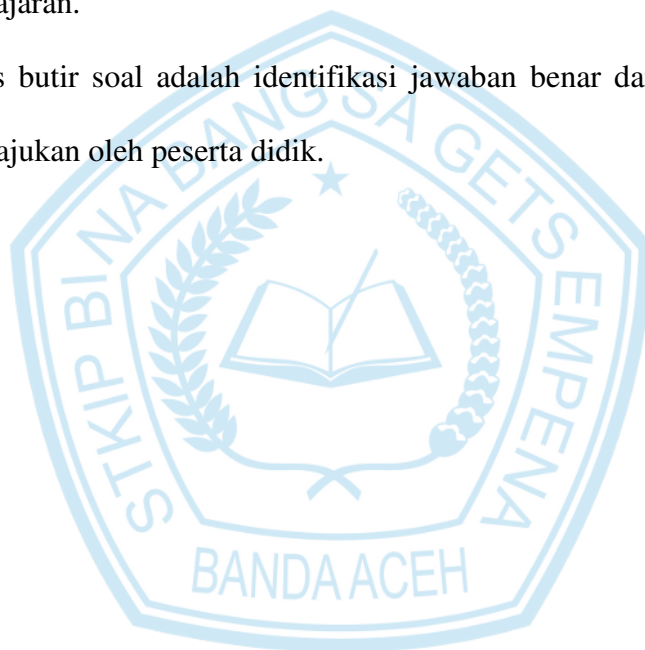 ajaran.
s butir soal adalah identifikasi jawaban benar da
ajukan oleh peserta didik.
STKIP BINA BANGSA GETSEMPENA
BANDA ACEH